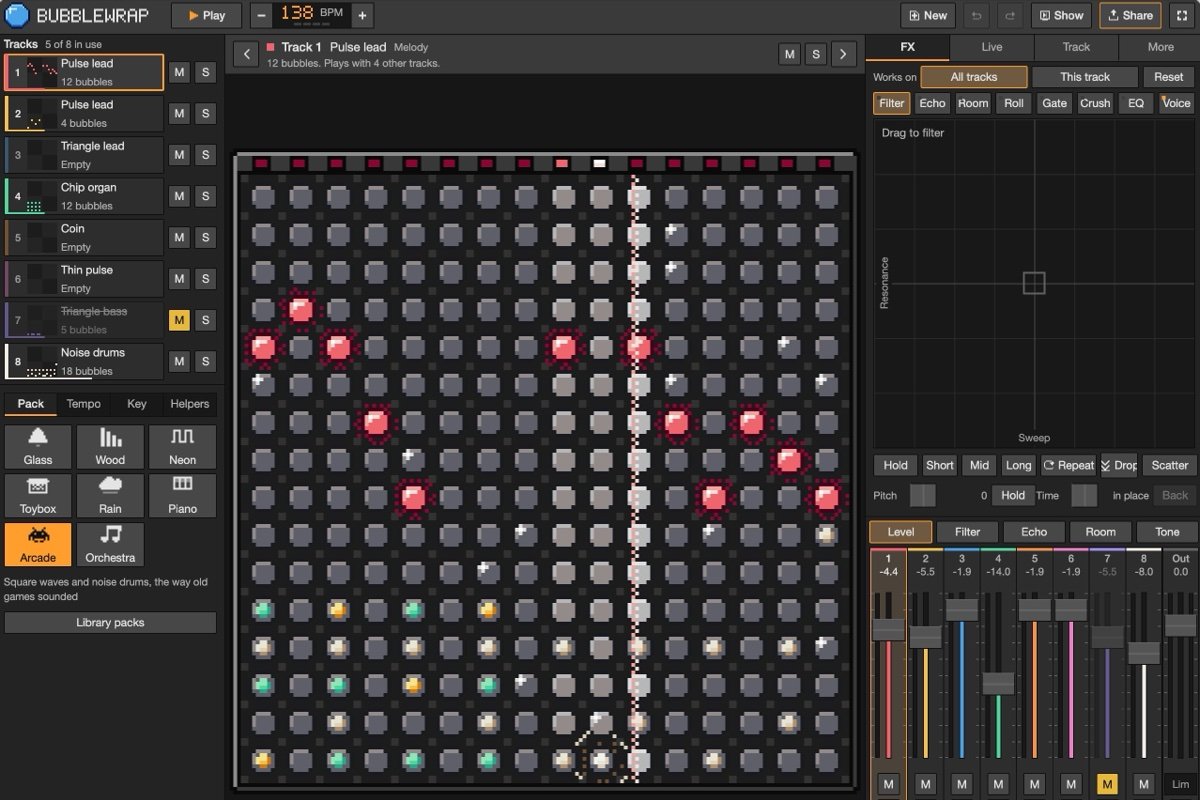 BUBBLEWRAP
Play
− 138 BPM +
New
Show
Share
Tracks 5 of 8 in use
1 Pulse lead
12 bubbles
M S
2 Pulse lead
4 bubbles
M S
3 Triangle lead
Empty
M S
4 Chip organ
12 bubbles
M S
5 Coin
Empty
M S
6 Thin pulse
Empty
M S
7 Triangle bass
5 bubbles
M S
8 Noise drums
18 bubbles
M S
Pack Tempo Key Helpers
Glass Wood Neon
Toybox Rain Piano
Arcade Orchestra
Square waves and noise drums, the way old
games sounded
Library packs
Track 1 Pulse lead Melody
12 bubbles. Plays with 4 other tracks.
M S
FX Live Track More
Works on All tracks This track Reset
Filter Echo Room Roll Gate Crush EQ Voice
Drag to filter
Resonance
Sweep
Hold Short Mid Long Repeat Drop Scatter
Pitch 0 Hold Time in place Back
Level Filter Echo Room Tone
1 2 3 4 5 6 7 8 Out
-4.4 -5.5 -1.9 -14.0 -1.9 -1.9 -5.5 -8.0 0.0
M M M M M M M M Lim